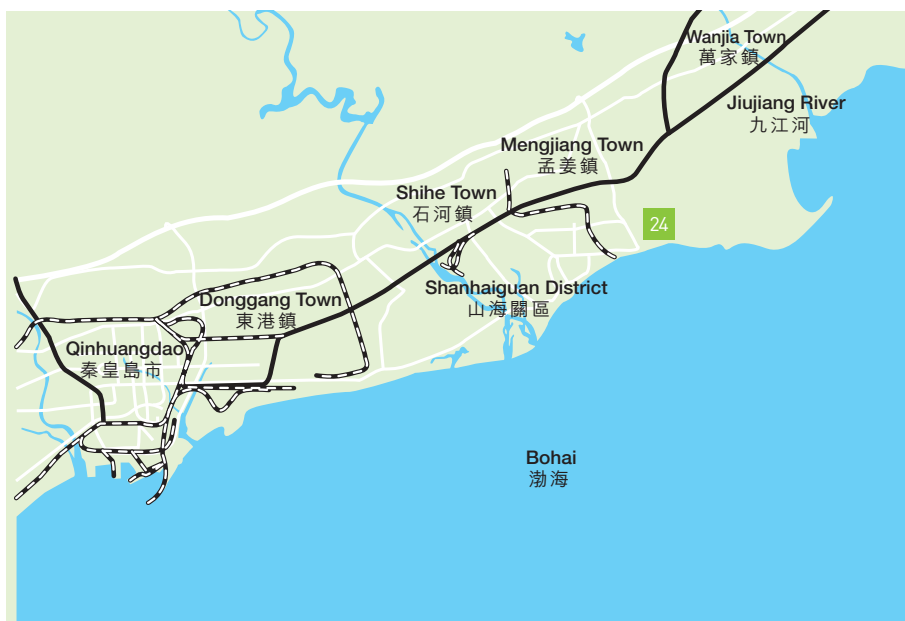 Wanjia Town
萬家鎮
Jiujiang River
九江河
Mengjiang Town
孟姜鎮
Shihe Town
石河鎮
24
Shanhaiguan District
山海關區
Donggang Town
東港鎮
Qinhuangdao
秦皇島市
Bohai
渤海